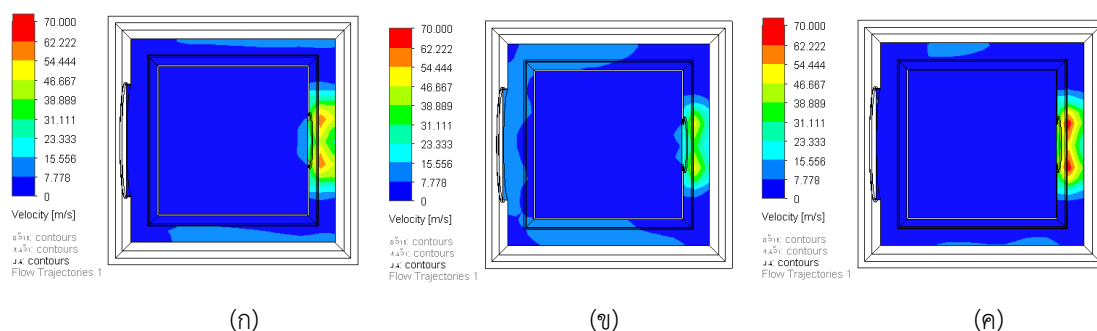 70.000
62.222
54.444
46.667
38.889
31.111
23.333
15.556
7.778
0
Velocity [m/s]
contours
contours
contours
Flow Trajectories 1
(ก)
70.000
62.222
54.444
46.667
38.889
31.111
23.333
15.556
7.778
0
Velocity [m/s]
contours
contours
contours
Flow Trajectories 1
(ข)
70.000
62.222
54.444
46.667
38.889
31.111
23.333
15.556
7.778
0
Velocity [m/s]
contours
contours
contours
Flow Trajectories 1
(ค)